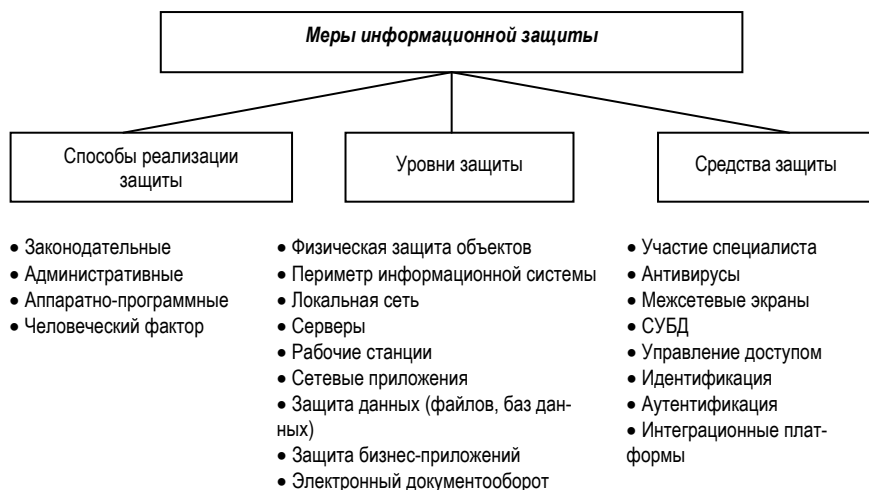 Меры информационной защиты
Способы реализации
защиты
Уровни защиты
Средства защиты
• Законодательные
• Административные
• Аппаратно-программные
• Человеческий фактор
• Физическая защита объектов
• Периметр информационной системы
• Локальная сеть
• Серверы
• Рабочие станции
• Сетевые приложения
• Защита данных (файлов, баз дан-
ных)
• Защита бизнес-приложений
• Электронный документооборот
• Участие специалиста
• Антивирусы
• Межсетевые экраны
• СУБД
• Управление доступом
• Идентификация
• Аутентификация
• Интеграционные плат-
формы